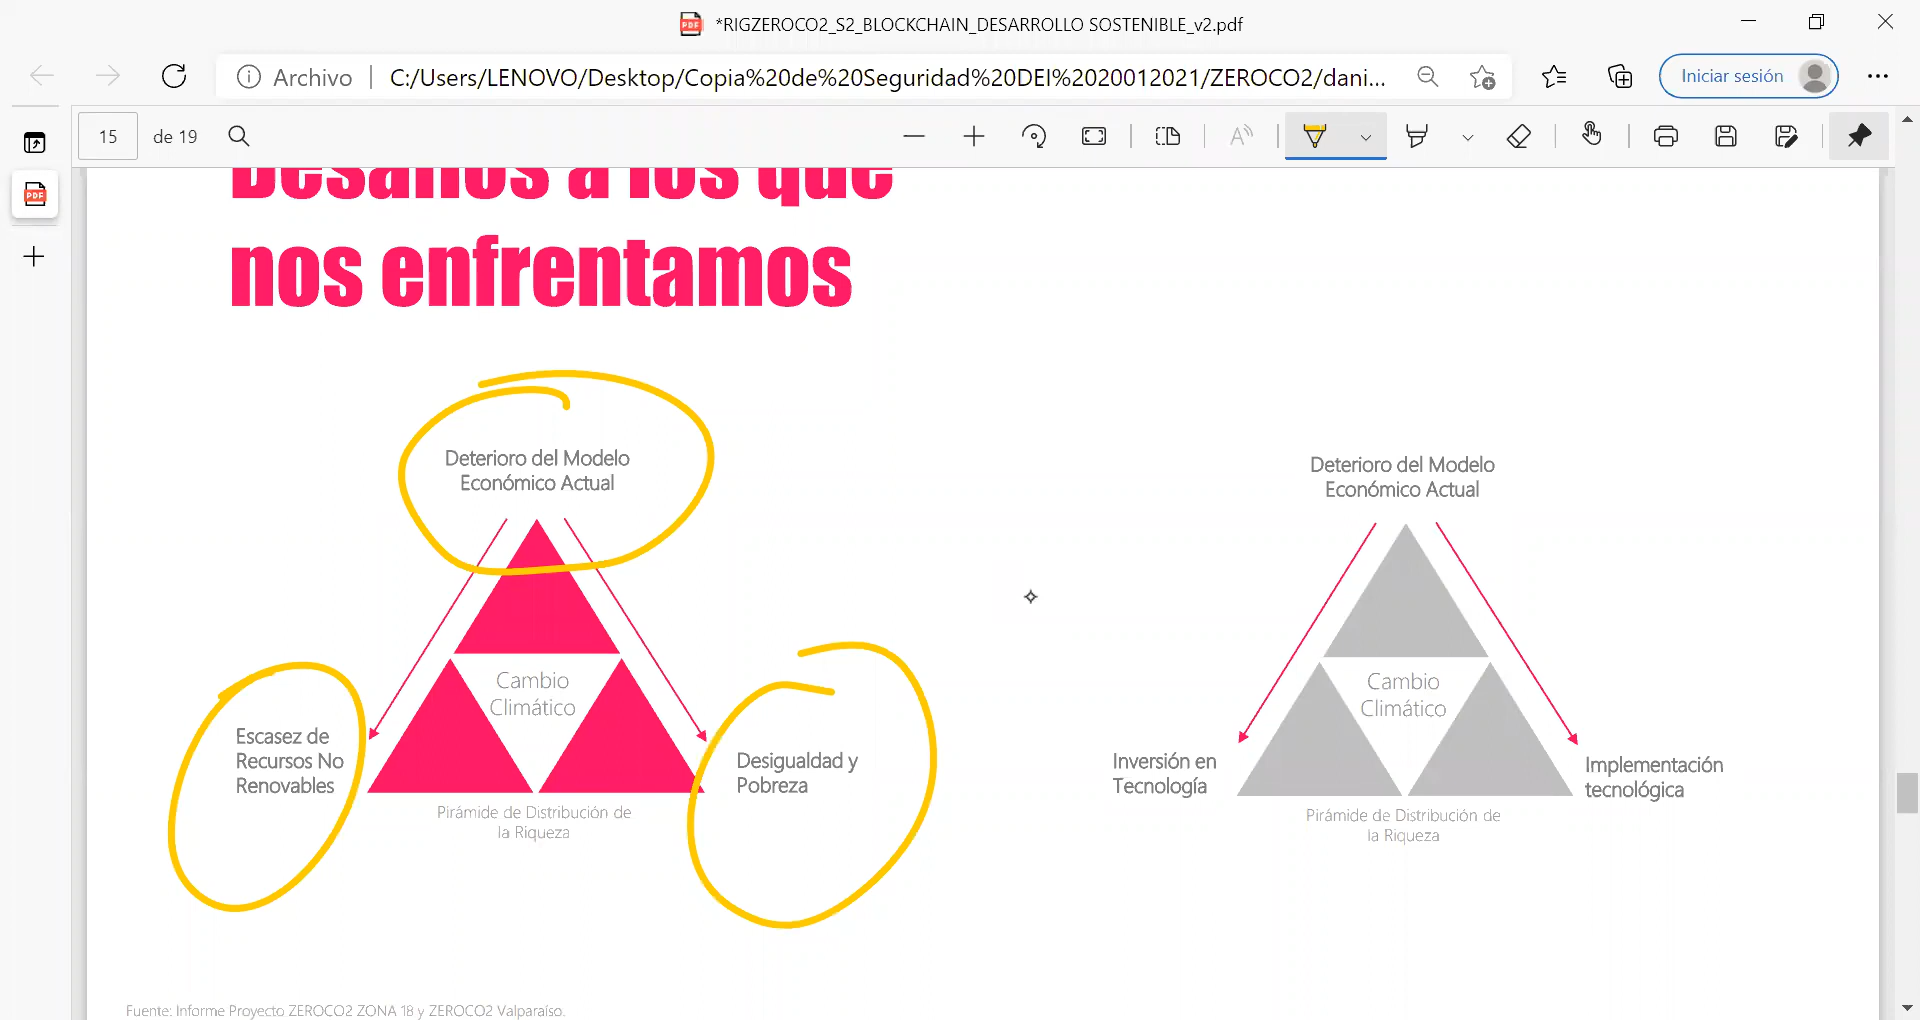 *RIGZEROCO2_S2_BLOCKCHAIN_DESARROLLO SOSTENIBLE_v2.pdf
Archivo
C:/Users/LENOVO/Desktop/Copia%20de%20Seguridad%20DEI%2020012021/ZEROCO2/dani...
Iniciar sesión
15 de 19
Desafíos a los que
nos enfrentamos
Deterioro del Modelo
Económico Actual
Cambio
Climático
Escasez de
Recursos No
Renovables
Desigualdad y
Pobreza
Pirámide de Distribución de
la Riqueza
Deterioro del Modelo
Económico Actual
Cambio
Climático
Inversión en
Tecnología
Implementación
tecnológica
Pirámide de Distribución de
la Riqueza
Fuente: Informe Proyecto ZEROCO2 ZONA 18 y ZEROCO2 Valparaíso.